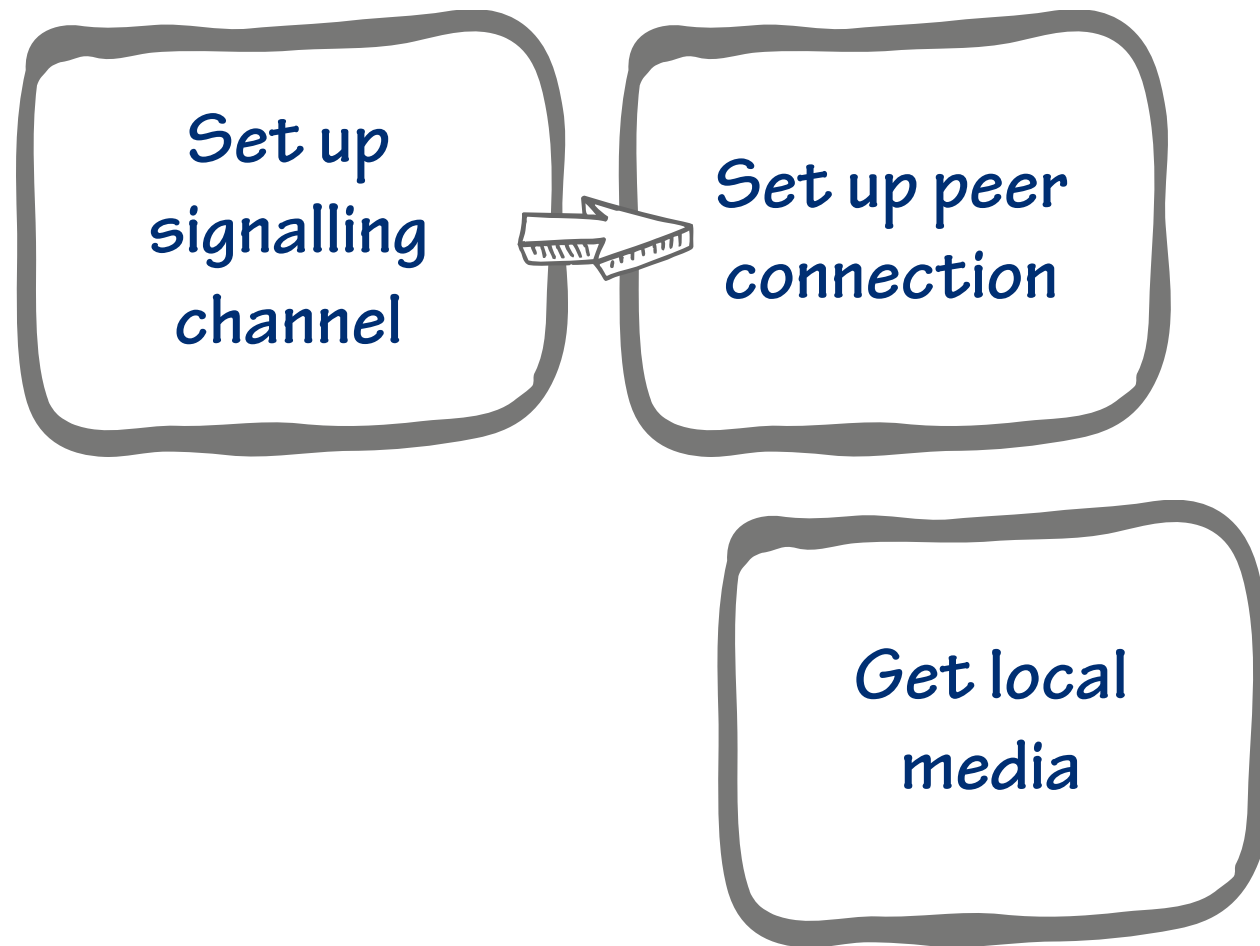 Set up
signalling
channel
Set up peer
connection
Get local
media